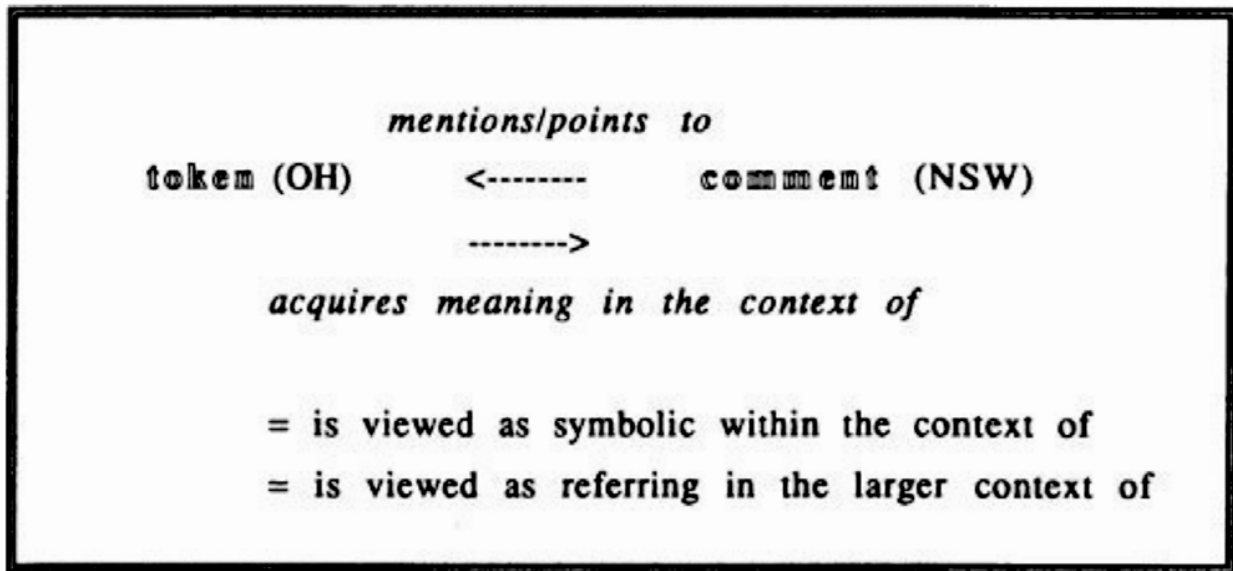 mentions/points to
token (OH) <-------- comment (NSW)
-------->
acquires meaning in the context of
= is viewed as symbolic within the context of
= is viewed as referring in the larger context of